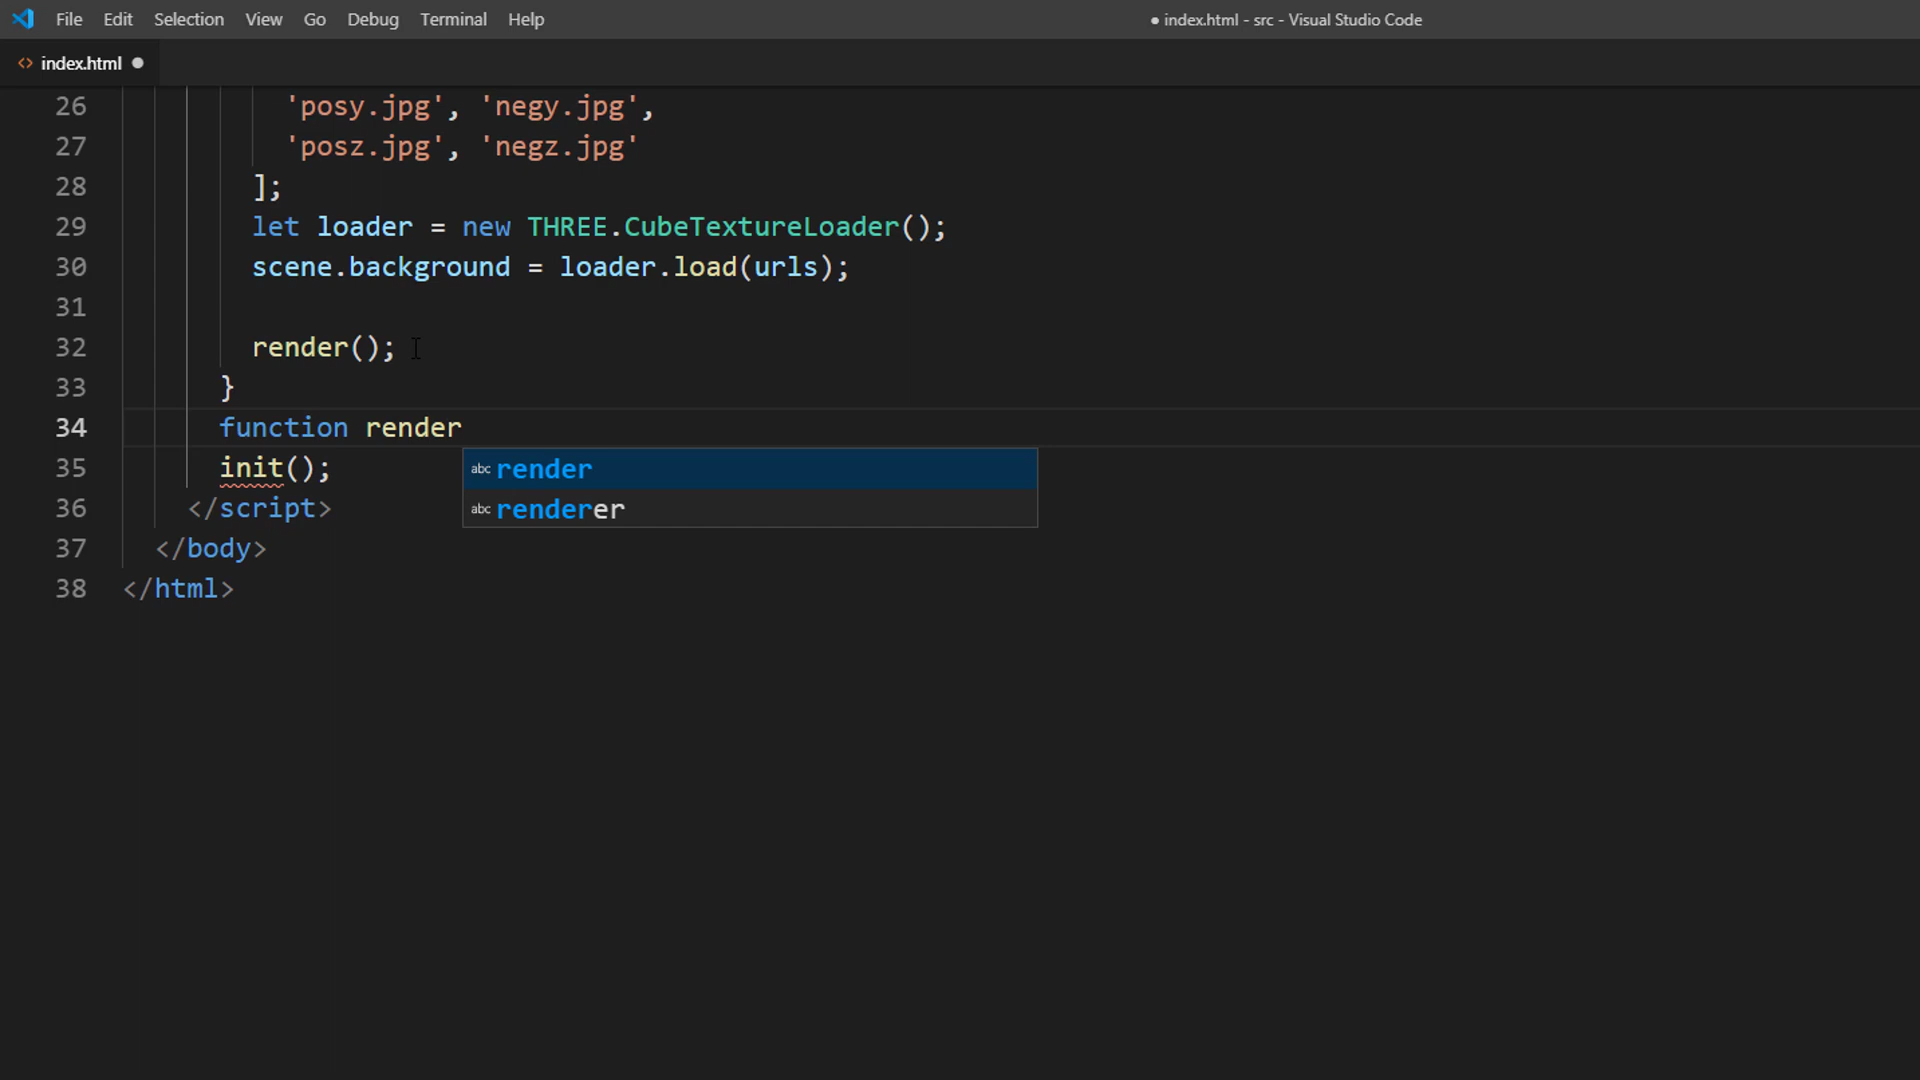 File Edit Selection View Go Debug Terminal Help ● index.html - src - Visual Studio Code
<> index.html ●
26 'posy.jpg', 'negy.jpg',
27 'posz.jpg', 'negz.jpg'
28 ];
29 let loader = new THREE.CubeTextureLoader();
30 scene.background = loader.load(urls);
31
32 render();
33 }
34 function render
abc render
35 init();
abc renderer
36 </script>
37 </body>
38 </html>